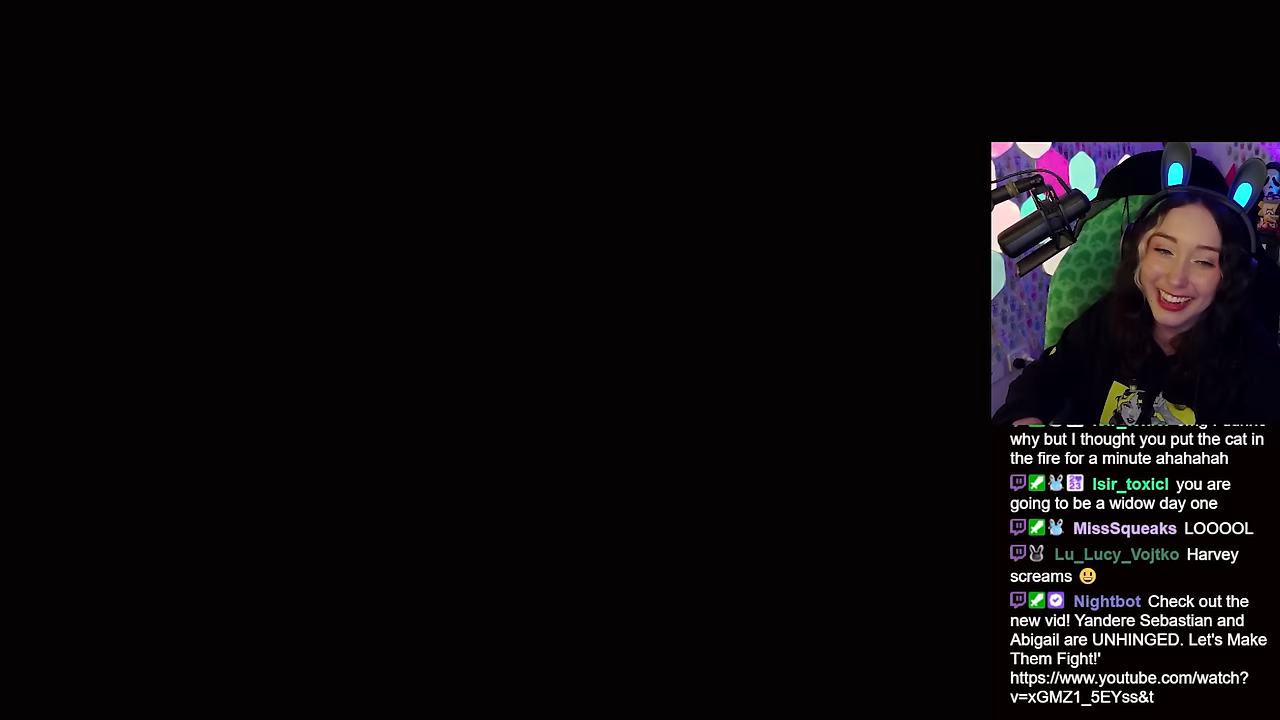 why but I thought you put the cat in
the fire for a minute ahahahah
Isir_toxicI you are
going to be a widow day one
MissSqueaks LOOOOL
Lu_Lucy_Vojtko Harvey
screams 😃
Nightbot Check out the
new vid! Yandere Sebastian and
Abigail are UNHINGED. Let's Make
Them Fight!'
https://www.youtube.com/watch?
v=xGMZ1_5EYss&t